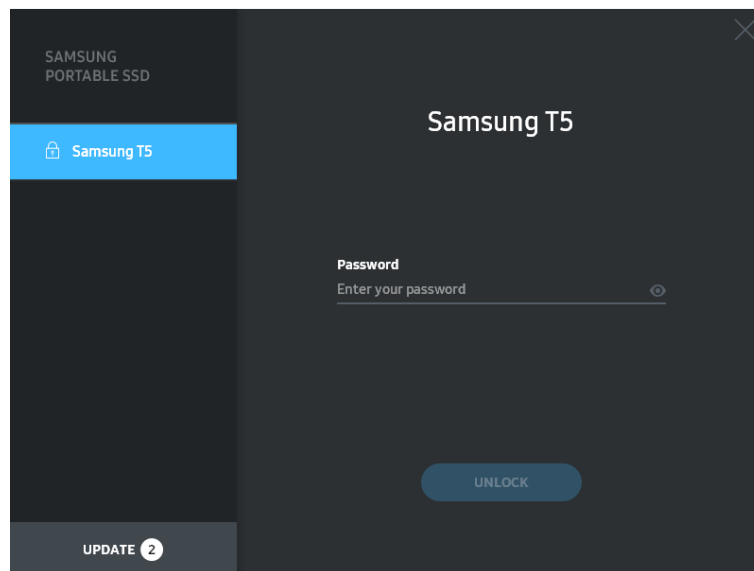 SAMSUNG
PORTABLE SSD
Samsung T5
Samsung T5
Password
Enter your password
UNLOCK
UPDATE 2